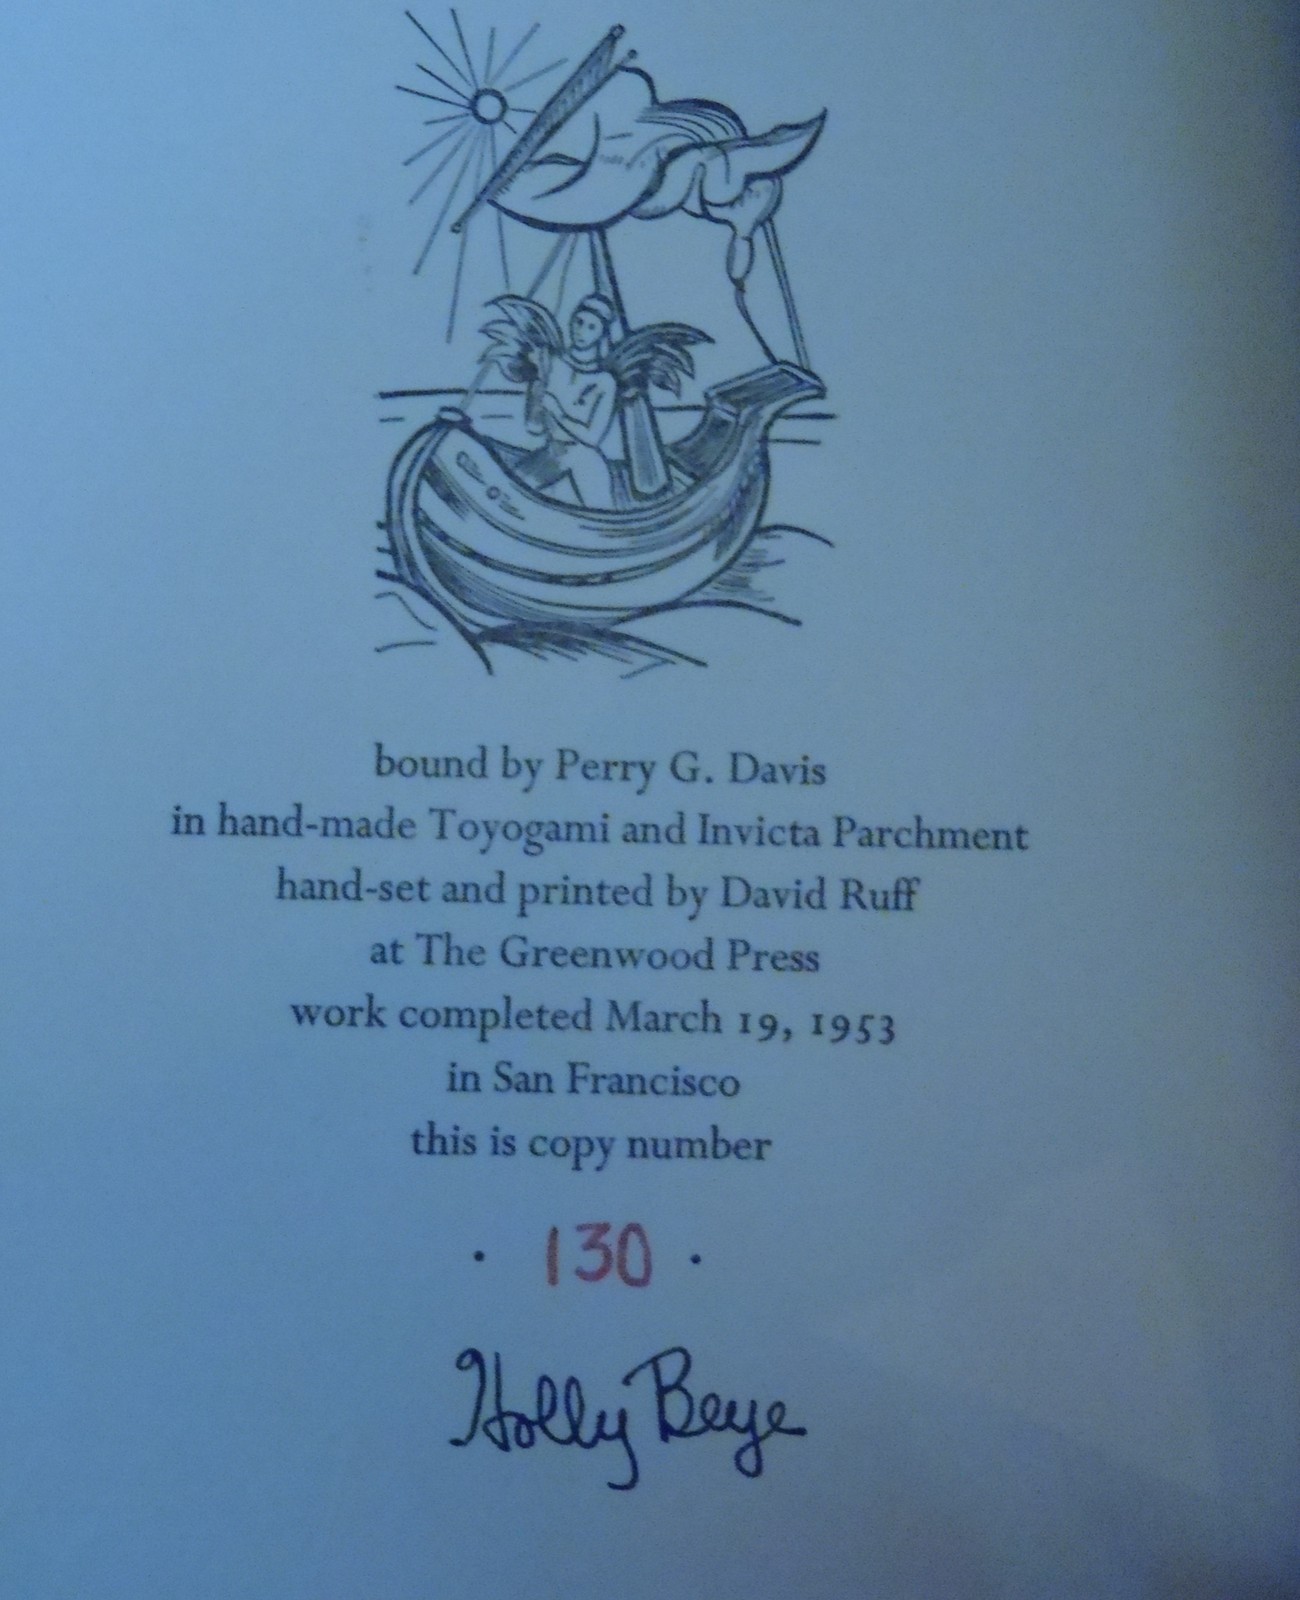 bound by Perry G. Davis
in hand-made Toyogami and Invicta Parchment
hand-set and printed by David Ruff
at The Greenwood Press
work completed March 19, 1953
in San Francisco
this is copy number
· 130 ·
Holly Beye